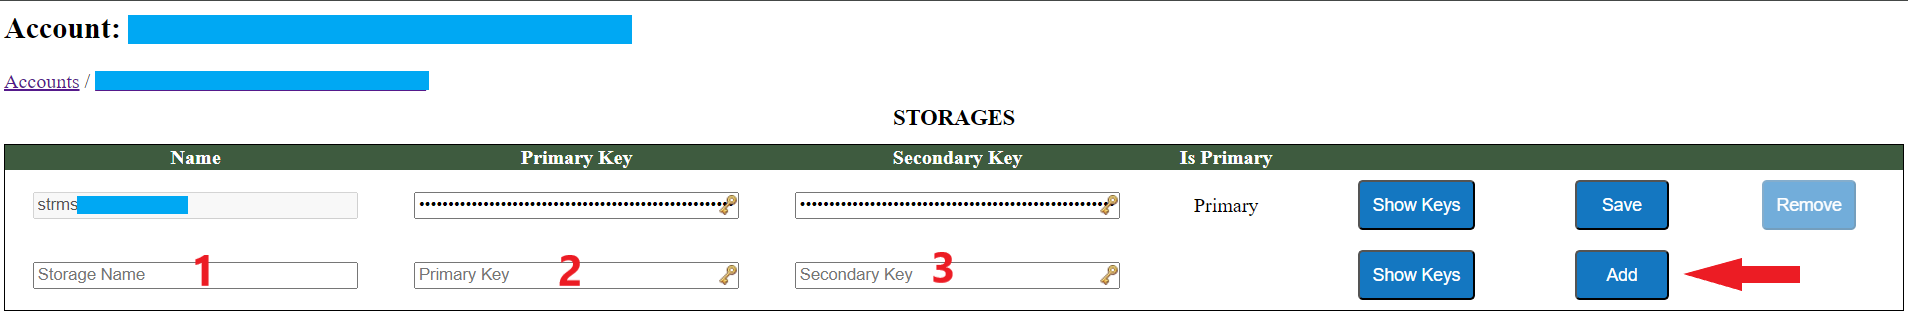 Account:
Accounts /
STORAGES
Name Primary Key Secondary Key Is Primary
strms Primary Show Keys Save Remove
Storage Name 1 Primary Key 2 Secondary Key 3 Show Keys Add